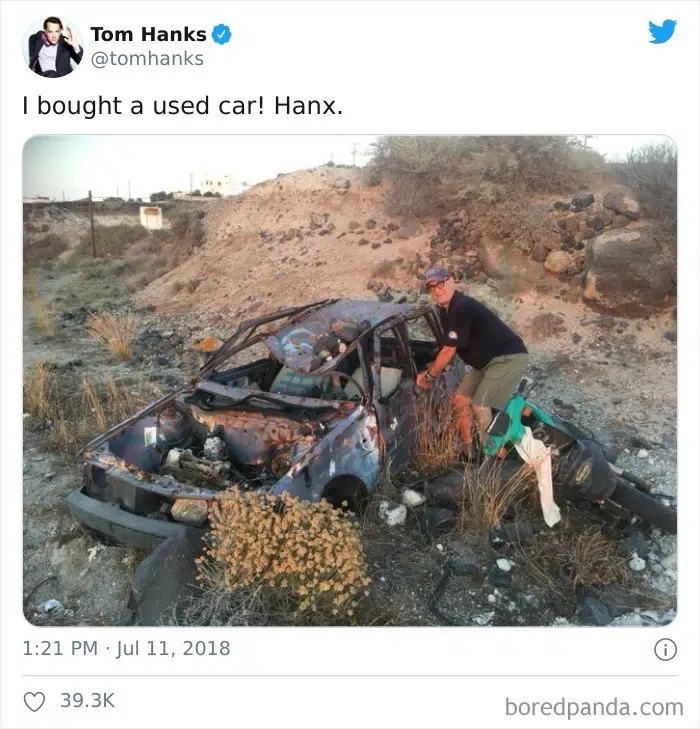 Tom Hanks
@tomhanks
I bought a used car! Hanx.
1:21 PM · Jul 11, 2018
39.3K
boredpanda.com